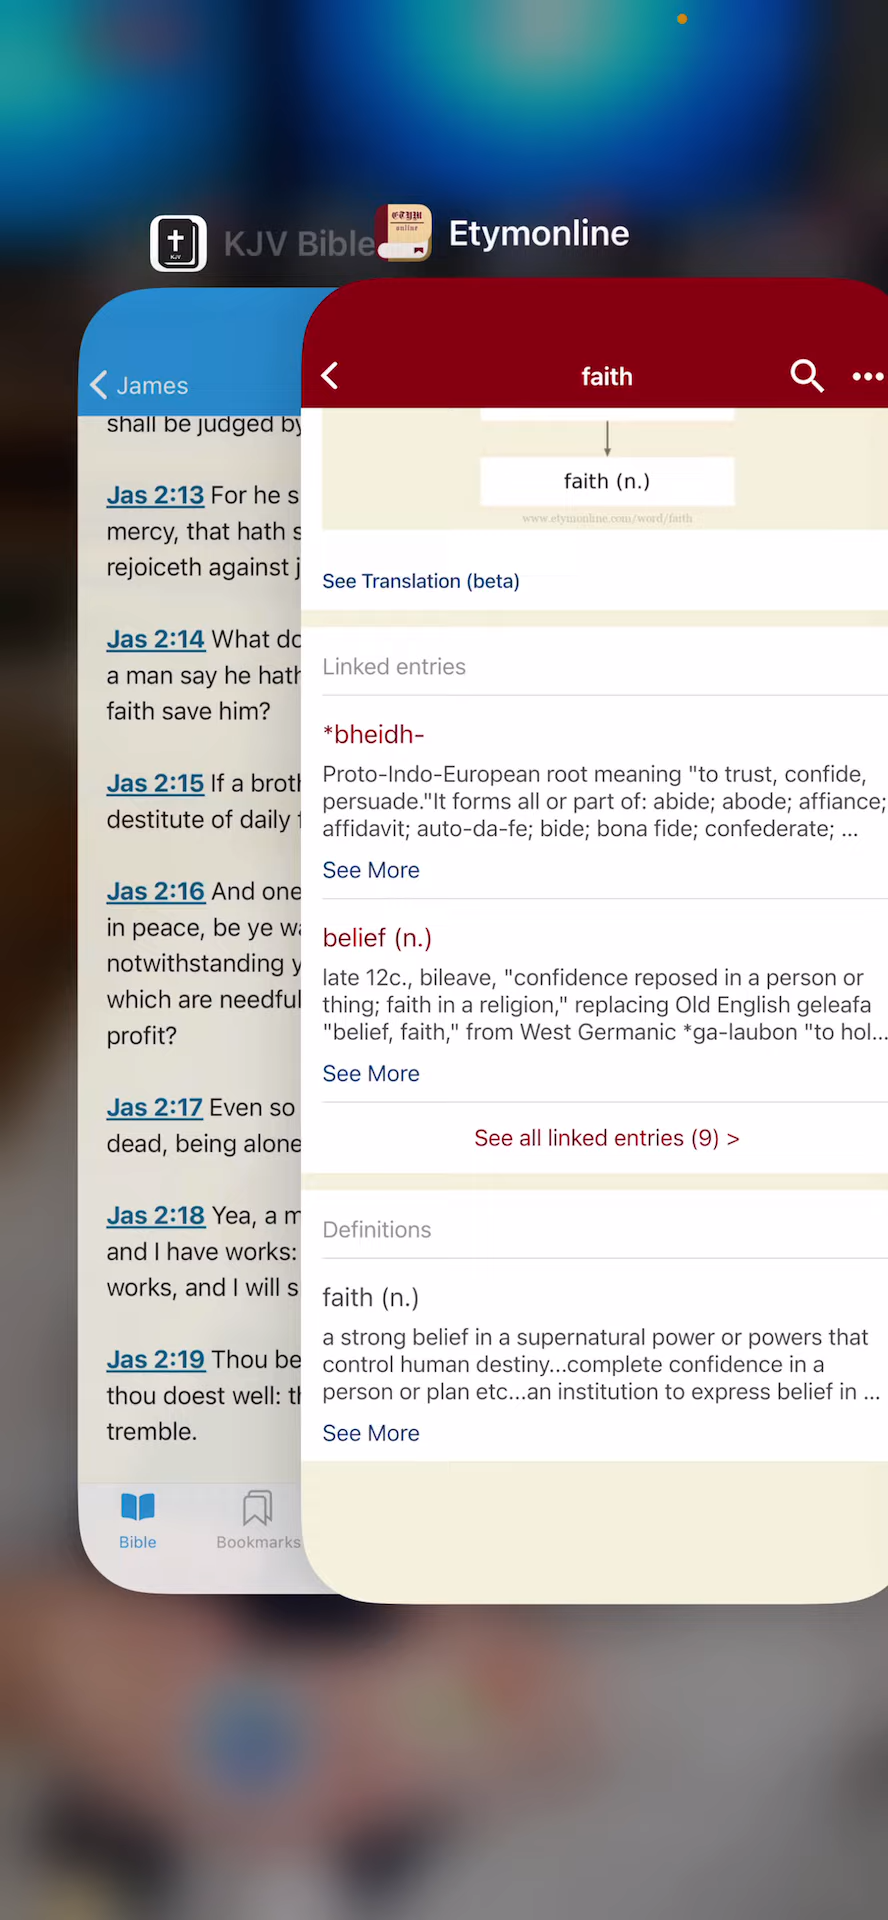 KJV Bible
ETYM
online
Etymonline
KJV
James
shall be judged by
Jas 2:13 For he s
mercy, that hath s
rejoiceth against j
Jas 2:14 What do
a man say he hath
faith save him?
Jas 2:15 If a broth
destitute of daily f
Jas 2:16 And one
in peace, be ye wa
notwithstanding y
which are needful
profit?
Jas 2:17 Even so
dead, being alone
Jas 2:18 Yea, a m
and I have works:
works, and I will s
Jas 2:19 Thou be
thou doest well: th
tremble.
Bible
Bookmarks
faith
faith (n.)
www.etymonline.com/word/faith
See Translation (beta)
Linked entries
*bheidh-
Proto-Indo-European root meaning "to trust, confide,
persuade."It forms all or part of: abide; abode; affiance;
affidavit; auto-da-fe; bide; bona fide; confederate; ...
See More
belief (n.)
late 12c., bileave, "confidence reposed in a person or
thing; faith in a religion," replacing Old English geleafa
"belief, faith," from West Germanic *ga-laubon "to hol...
See More
See all linked entries (9) >
Definitions
faith (n.)
a strong belief in a supernatural power or powers that
control human destiny...complete confidence in a
person or plan etc...an institution to express belief in ...
See More